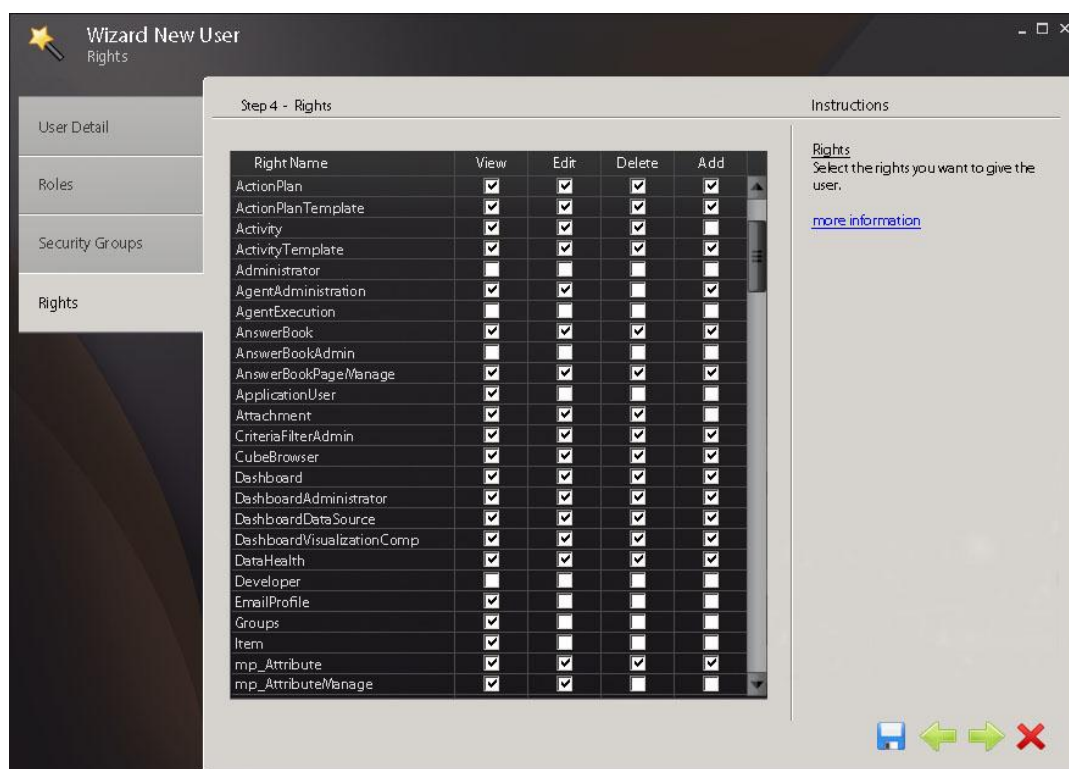 Wizard New User
Rights
User Detail
Roles
Security Groups
Rights
Step 4 - Rights
Right Name View Edit Delete Add
ActionPlan
ActionPlanTemplate
Activity
ActivityTemplate
Administrator
AgentAdministration
AgentExecution
AnswerBook
AnswerBookAdmin
AnswerBookPageManage
ApplicationUser
Attachment
CriteriaFilterAdmin
CubeBrowser
Dashboard
DashboardAdministrator
DashboardDataSource
DashboardVisualizationComp
DataHealth
Developer
EmailProfile
Groups
Item
mp_Attribute
mp_AttributeManage
Instructions
Rights
Select the rights you want to give the
user.
more information